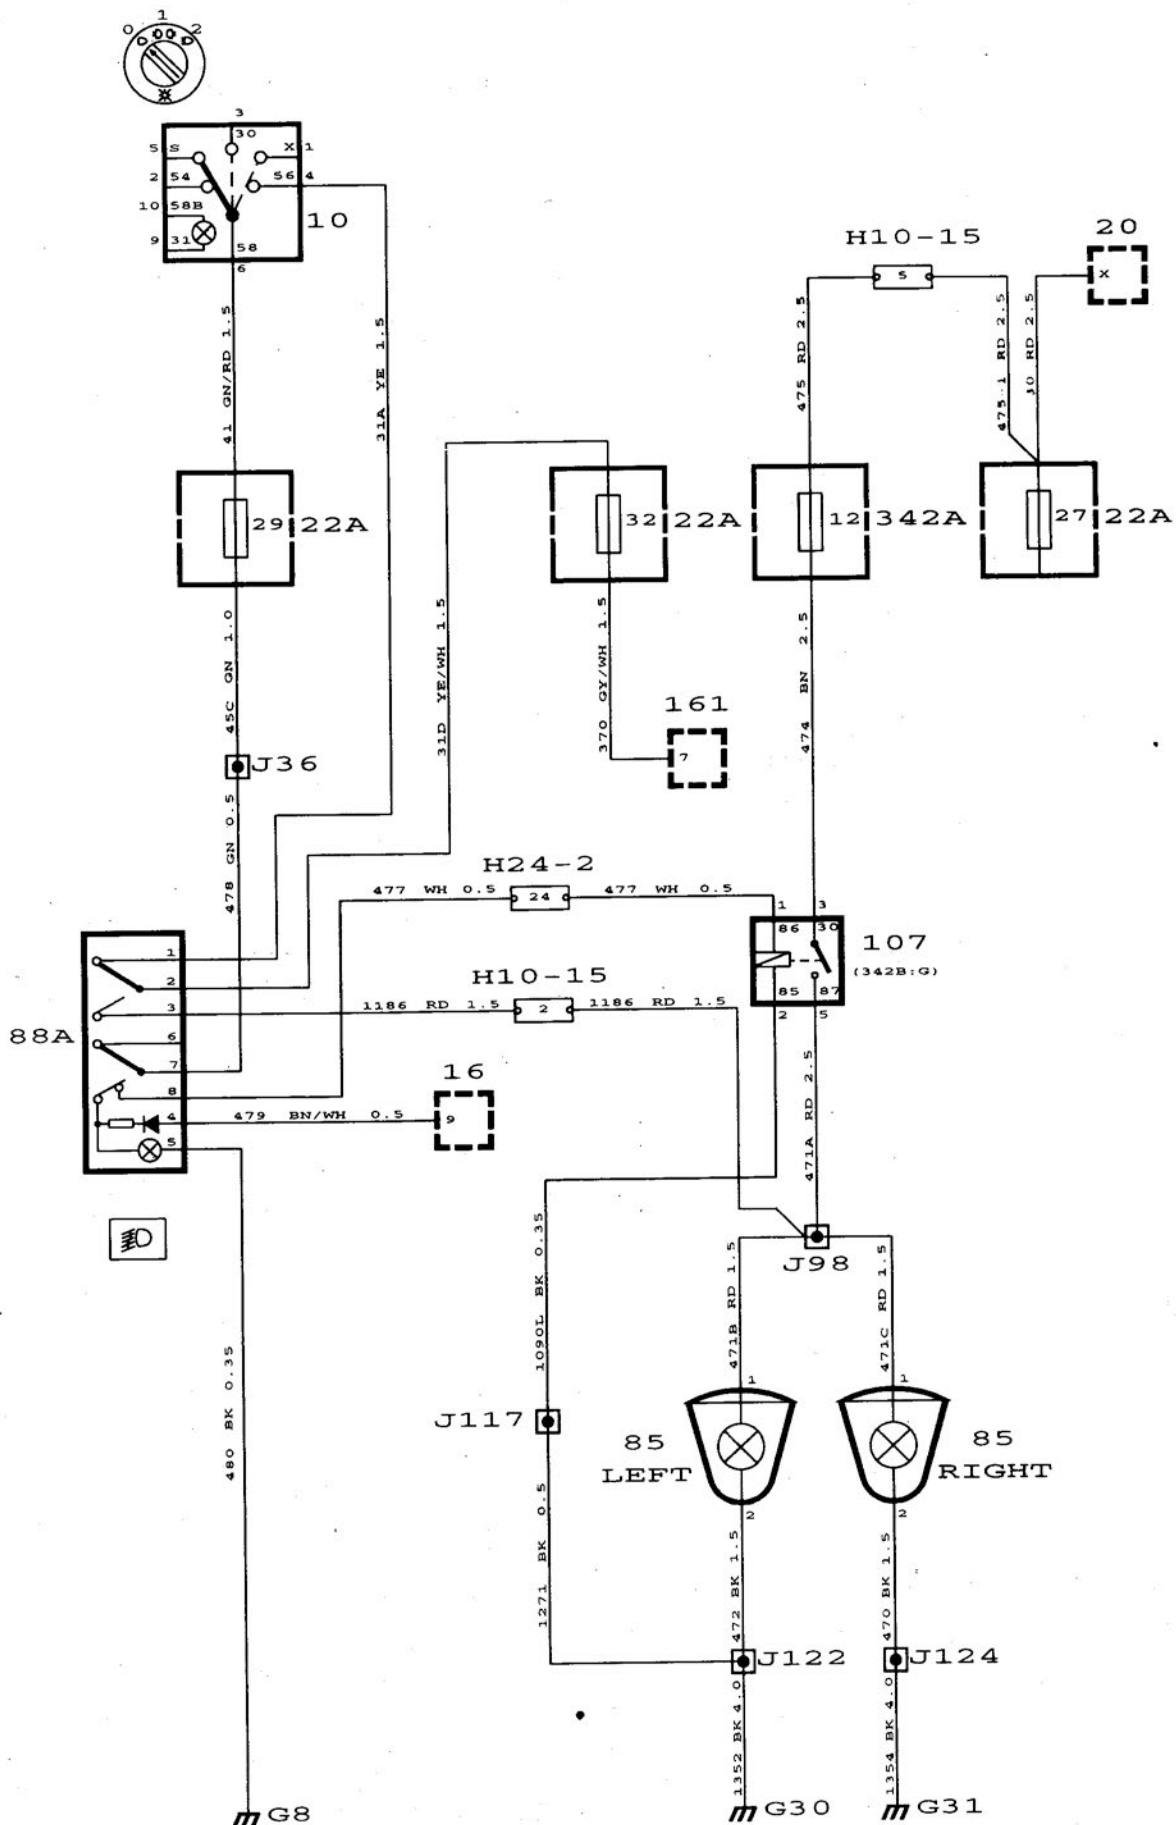 0 1 2
3
30
5 S X 1
2 54 56 4
10 58B
10
9 31
58
6
H10-15
5
20
X
41 GN/RD 1.5
31A YE 1.5
475 RD 2.5
475-1 RD 2.5
30 RD 2.5
29 22A
32 22A
12 342A
27 22A
45C GN 1.0
31D YE/WH 1.5
370 GY/WH 1.5
474 BN 2.5
161
7
J36
478 GN 0.5
H24-2
477 WH 0.5 24 477 WH 0.5
1 3
86 30
107
(342B:G)
85 87
2 5
H10-15
1186 RD 1.5 2 1186 RD 1.5
88A
1
2
3
6
7
8
4
5
16
479 BN/WH 0.5 9
471A RD 2.5
J98
1090L BK 0.35
471B RD 1.5
471C RD 1.5
480 BK 0.35
J117
1 1
85
LEFT
85
RIGHT
2 2
1271 BK 0.5
472 BK 1.5
470 BK 1.5
J122
J124
1352 BK 4.0
1354 BK 4.0
G8
G30
G31